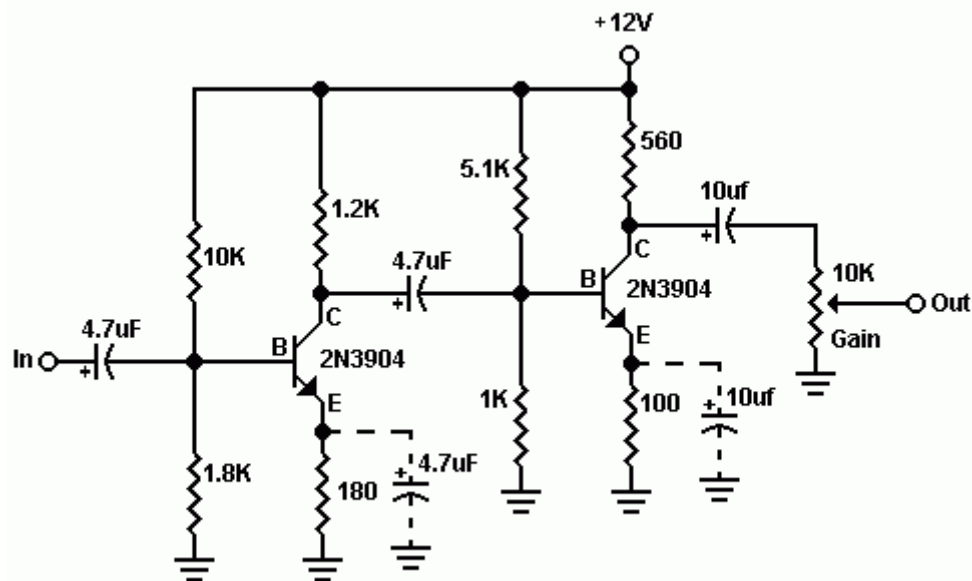 +12V
560
5.1K
10uf
1.2K
C
10K
4.7uF
B
2N3904
10K
Out
4.7uF
C
E
Gain
In
B
2N3904
1K
100
10uf
+
E
1.8K
180
4.7uF
+
+
+
+